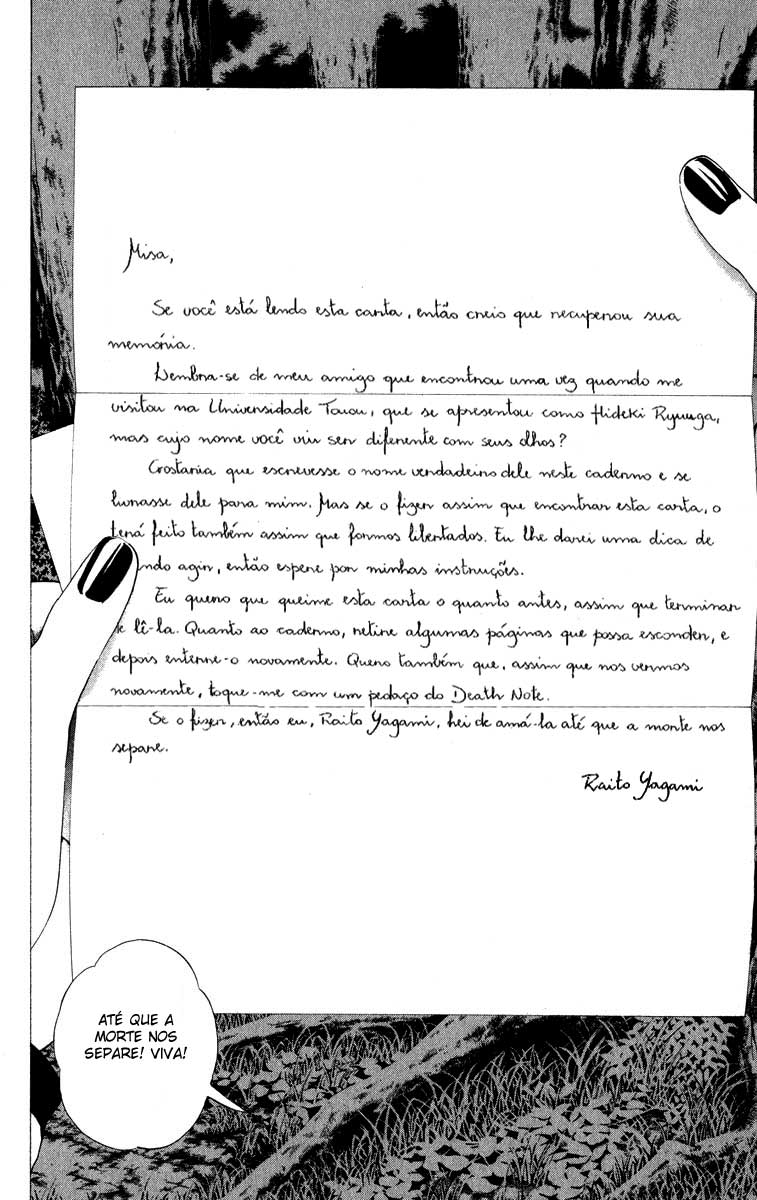 Misa,
Se você está lendo esta carta, então creio que recuperou sua
memória.
Lembra-se de meu amigo que encontrou uma vez quando me
visitou na Universidade Touou, que se apresentou como Hideki Ryuuga,
mas cujo nome você viu ser diferente com seus olhos?
Gostaria que escrevesse o nome verdadeiro dele neste caderno e se
livrasse dele para mim. Mas se o fizer assim que encontrar esta carta, o
terá feito também assim que formos libertados. Eu lhe darei uma dica de
ndo agir, então espere por minhas instruções.
Eu quero que queime esta carta o quanto antes, assim que terminar
de lê-la. Quanto ao caderno, retire algumas páginas que possa esconder, e
depois enterre-o novamente. Quero também que, assim que nos vermos
novamente, toque-me com um pedaço do Death Note.
Se o fizer, então eu, Raito Yagami, hei de amá-la até que a morte nos
separe.
Raito Yagami
ATÉ QUE A
MORTE NOS
SEPARE! VIVA!